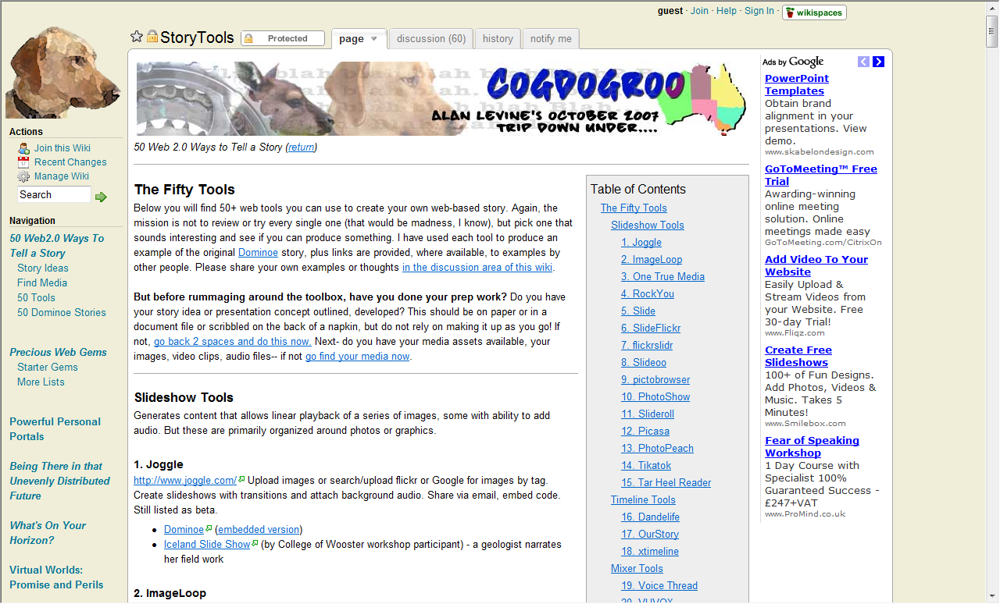 guest · Join · Help · Sign In · wikispaces
StoryTools
Protected
page
discussion (60)
history
notify me
Actions
Join this Wiki
Recent Changes
Manage Wiki
Search
Navigation
50 Web2.0 Ways To
Tell a Story
Story Ideas
Find Media
50 Tools
50 Dominoe Stories
Precious Web Gems
Starter Gems
More Lists
Powerful Personal
Portals
Being There in that
Unevenly Distributed
Future
What's On Your
Horizon?
Virtual Worlds:
Promise and Perils
COGDOGROO
ALAN LEVINE'S OCTOBER 2007
TRIP DOWN UNDER....
50 Web 2.0 Ways to Tell a Story (return)
The Fifty Tools
Below you will find 50+ web tools you can use to create your own web-based story. Again, the
mission is not to review or try every single one (that would be madness, I know), but pick one that
sounds interesting and see if you can produce something. I have used each tool to produce an
example of the original Dominoe story, plus links are provided, where available, to examples by
other people. Please share your own examples or thoughts in the discussion area of this wiki.
But before rummaging around the toolbox, have you done your prep work? Do you have
your story idea or presentation concept outlined, developed? This should be on paper or in a
document file or scribbled on the back of a napkin, but do not rely on making it up as you go! If
not, go back 2 spaces and do this now. Next- do you have your media assets available, your
images, video clips, audio files-- if not go find your media now.
Slideshow Tools
Generates content that allows linear playback of a series of images, some with ability to add
audio. But these are primarily organized around photos or graphics.
1. Joggle
http://www.joggle.com/ Upload images or search/upload flickr or Google for images by tag.
Create slideshows with transitions and attach background audio. Share via email, embed code.
Still listed as beta.
• Dominoe (embedded version)
• Iceland Slide Show (by College of Wooster workshop participant) - a geologist narrates
her field work
2. ImageLoop
Table of Contents
The Fifty Tools
Slideshow Tools
1. Joggle
2. ImageLoop
3. One True Media
4. RockYou
5. Slide
6. SlideFlickr
7. flickrslidr
8. Slideoo
9. pictobrowser
10. PhotoShow
11. Slideroll
12. Picasa
13. PhotoPeach
14. Tikatok
15. Tar Heel Reader
Timeline Tools
16. Dandelife
17. OurStory
18. xtimeline
Mixer Tools
19. Voice Thread
20. VUVOX
Ads by Google
PowerPoint
Templates
Obtain brand
alignment in your
presentations. View
demo.
www.skabelondesign.com
GoToMeeting™ Free
Trial
Awarding-winning
online meeting
solution. Online
meetings made easy
GoToMeeting.com/CitrixOn
Add Video To Your
Website
Easily Upload &
Stream Videos from
your Website. Free
30-day Trial!
www.Fliqz.com
Create Free
Slideshows
100+ of Fun Designs.
Add Photos, Videos &
Music. Takes 5
Minutes!
www.Smilebox.com
Fear of Speaking
Workshop
1 Day Course with
Specialist 100%
Guaranteed Success -
£247+VAT
www.ProMind.co.uk